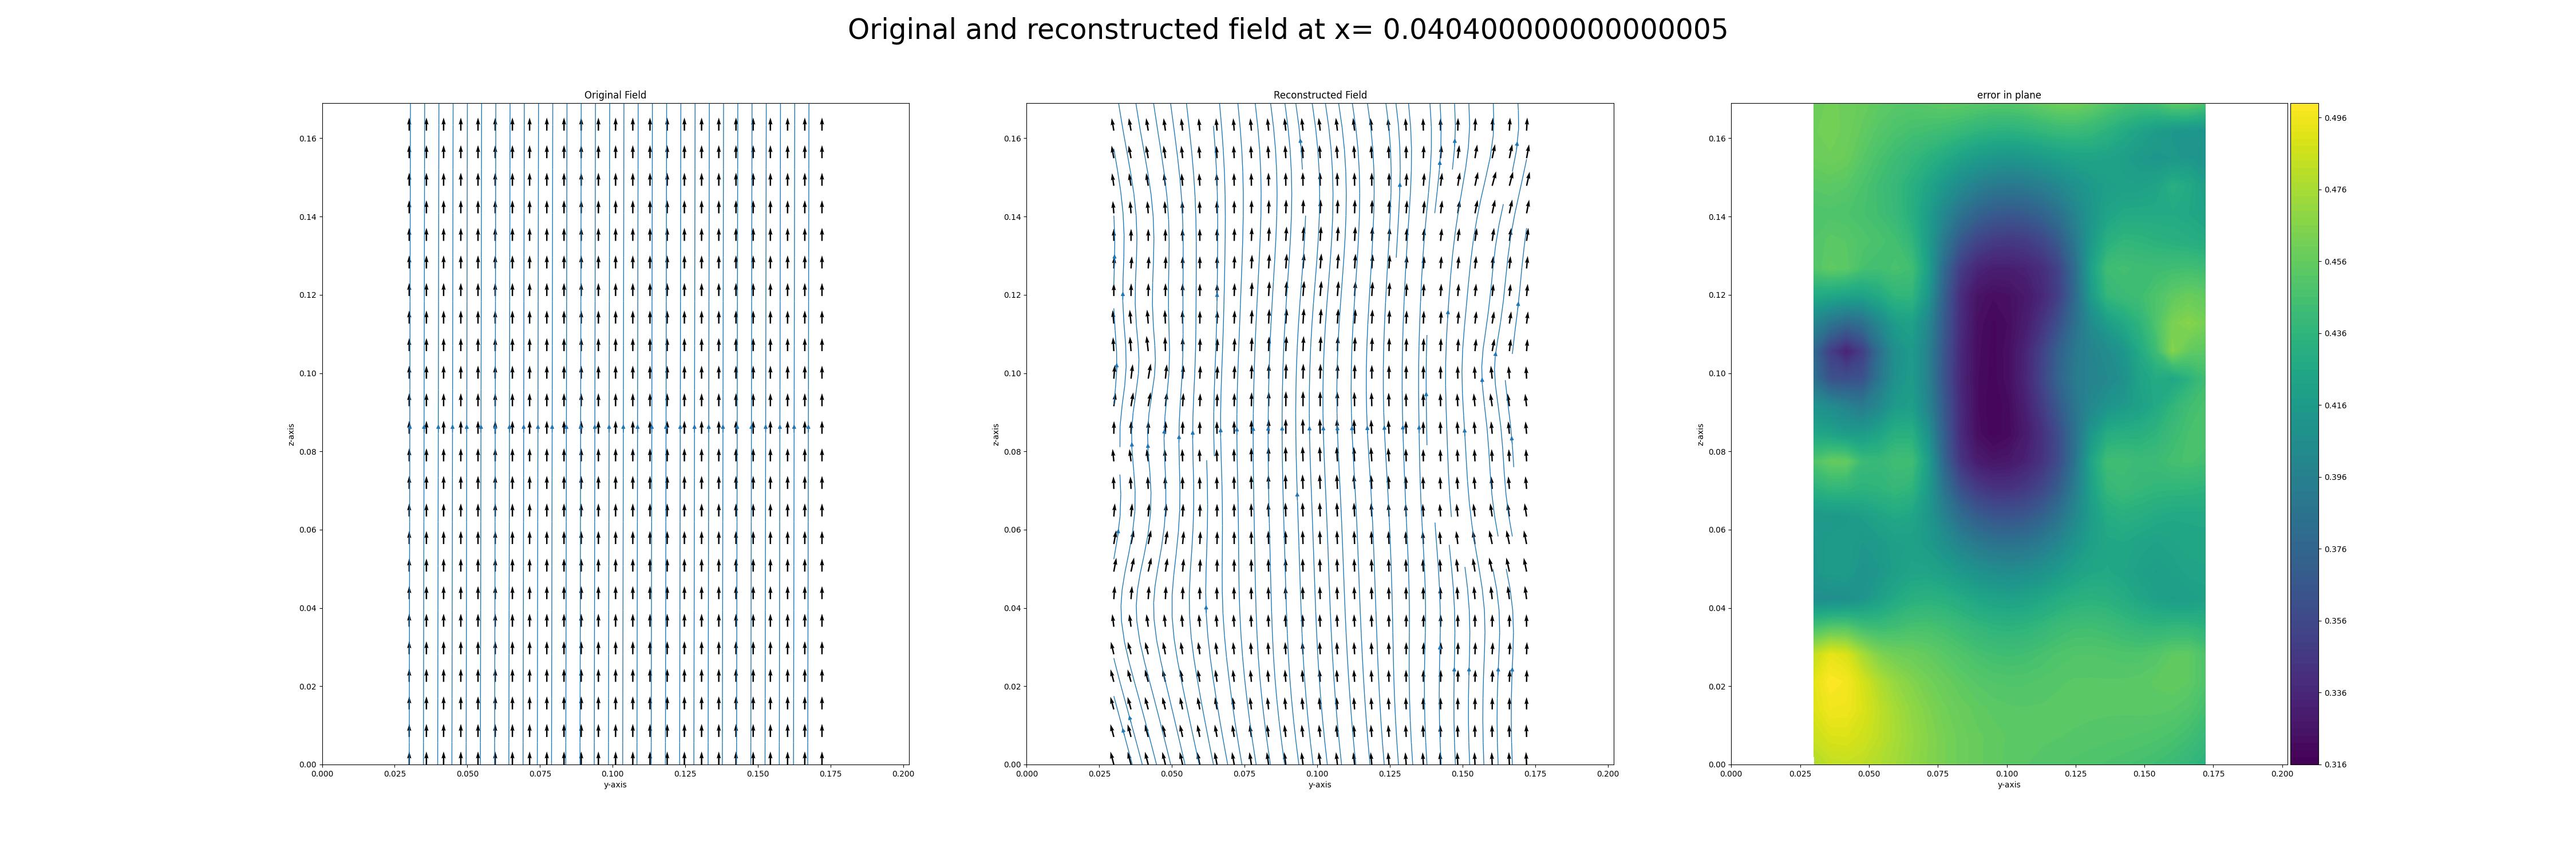 Original and reconstructed field at x= 0.040400000000000005
Original Field
Reconstructed Field
error in plane
z-axis
0.16
0.14
0.12
0.10
0.08
0.06
0.04
0.02
0.00
0.000 0.025 0.050 0.075 0.100 0.125 0.150 0.175 0.200
y-axis
z-axis
0.16
0.14
0.12
0.10
0.08
0.06
0.04
0.02
0.00
0.000 0.025 0.050 0.075 0.100 0.125 0.150 0.175 0.200
y-axis
z-axis
0.16
0.14
0.12
0.10
0.08
0.06
0.04
0.02
0.00
0.000 0.025 0.050 0.075 0.100 0.125 0.150 0.175 0.200
y-axis
0.496
0.476
0.456
0.436
0.416
0.396
0.376
0.356
0.336
0.316